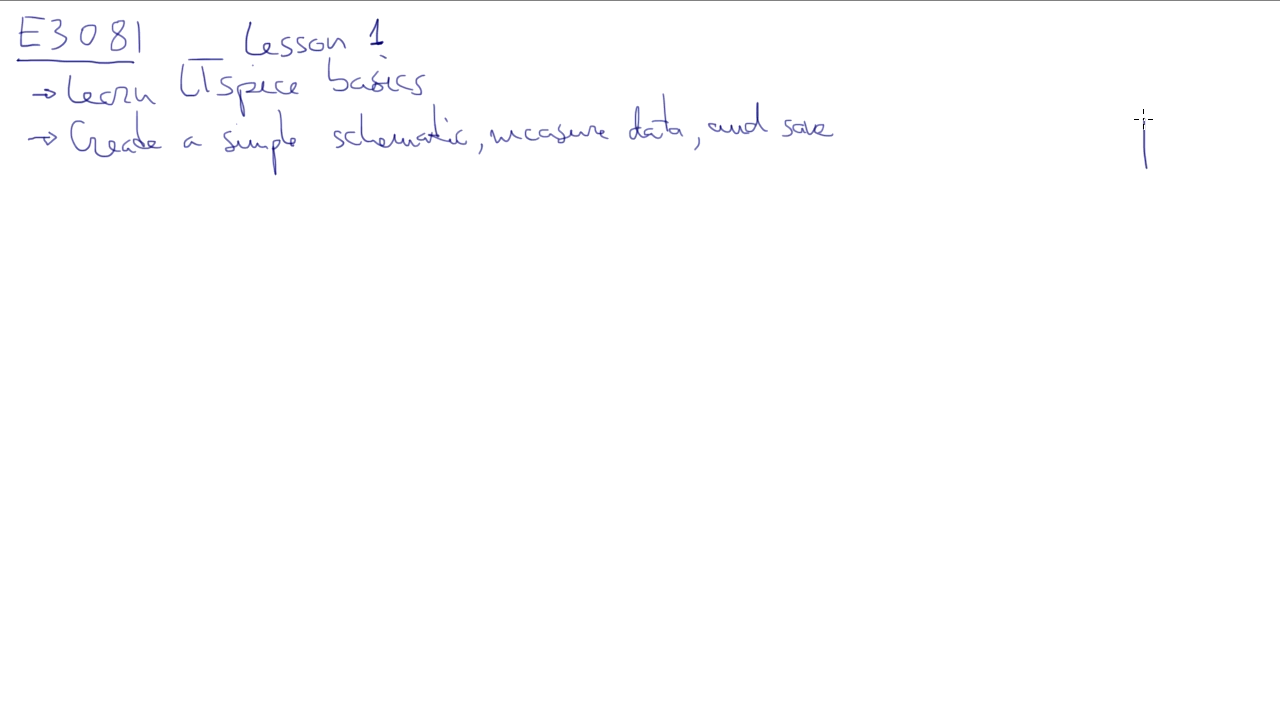 E3081 Lesson 1
→ Learn LTspice basics
→ Create a simple schematic, measure data, and save